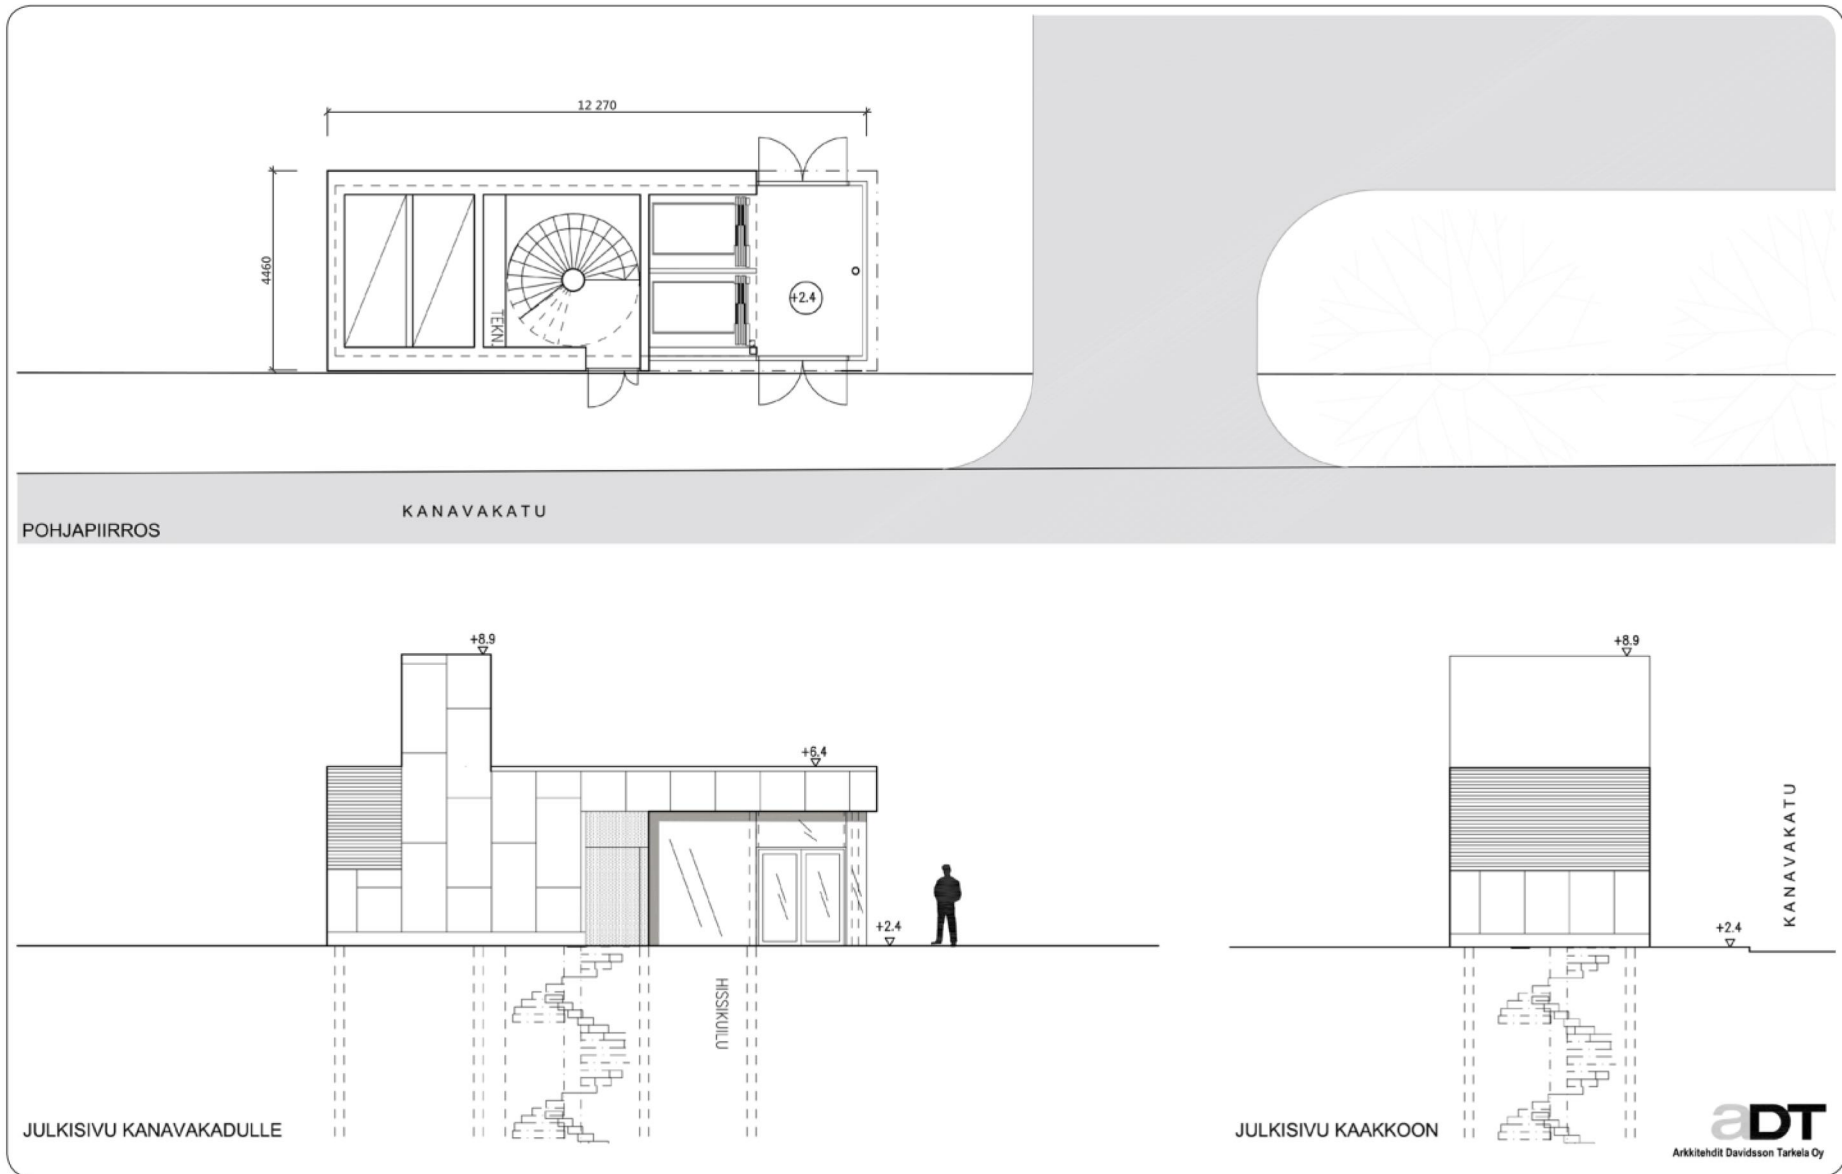 12 270
4460
TEKN.
+2.4
KANAVAKATU
POHJAPIIRROS
+8.9
+6.4
+2.4
HISSIKUILU
JULKISIVU KANAVAKADULLE
+8.9
+2.4
KANAVAKATU
JULKISIVU KAAKKOON
aDT
Arkkitehdit Davidsson Tarkela Oy